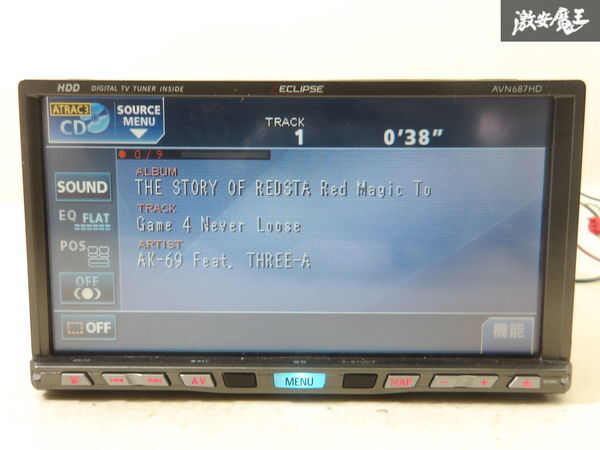 激安魔王
HDD DIGITAL TV TUNER INSIDE ECLIPSE AVN687HD
ATRAC3 CD SOURCE MENU
TRACK 1 0'38"
0/9
ALBUM
THE STORY OF REDSTA Red Magic To
TRACK
Game 4 Never Loose
ARTIST
AK-69 Feat. THREE-A
SOUND
EQ FLAT
POS
OFF
OFF
機能
MUTE
AV MENU MAP - +